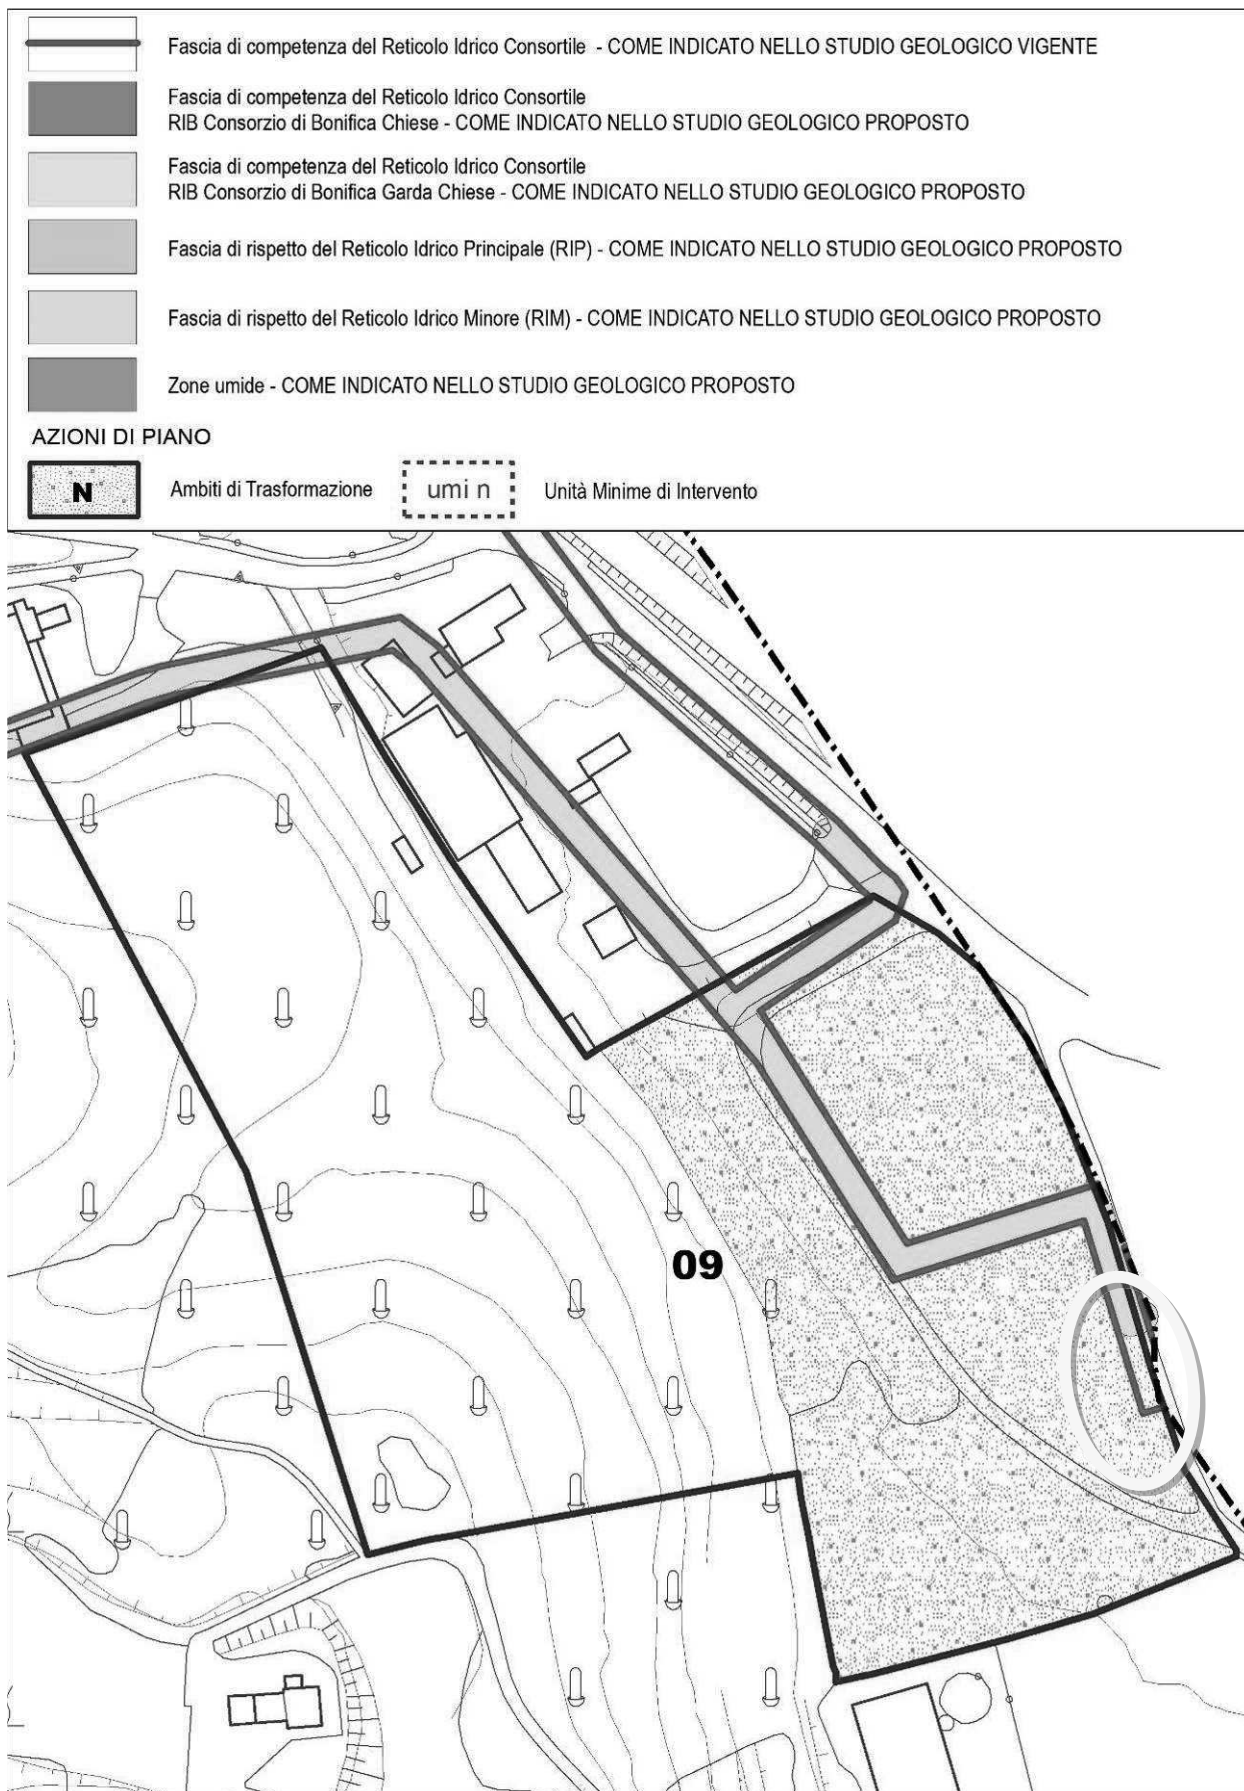 Fascia di competenza del Reticolo Idrico Consortile - COME INDICATO NELLO STUDIO GEOLOGICO VIGENTE
Fascia di competenza del Reticolo Idrico Consortile
RIB Consorzio di Bonifica Chiese - COME INDICATO NELLO STUDIO GEOLOGICO PROPOSTO
Fascia di competenza del Reticolo Idrico Consortile
RIB Consorzio di Bonifica Garda Chiese - COME INDICATO NELLO STUDIO GEOLOGICO PROPOSTO
Fascia di rispetto del Reticolo Idrico Principale (RIP) - COME INDICATO NELLO STUDIO GEOLOGICO PROPOSTO
Fascia di rispetto del Reticolo Idrico Minore (RIM) - COME INDICATO NELLO STUDIO GEOLOGICO PROPOSTO
Zone umide - COME INDICATO NELLO STUDIO GEOLOGICO PROPOSTO
AZIONI DI PIANO
N Ambiti di Trasformazione umi n Unità Minime di Intervento
09